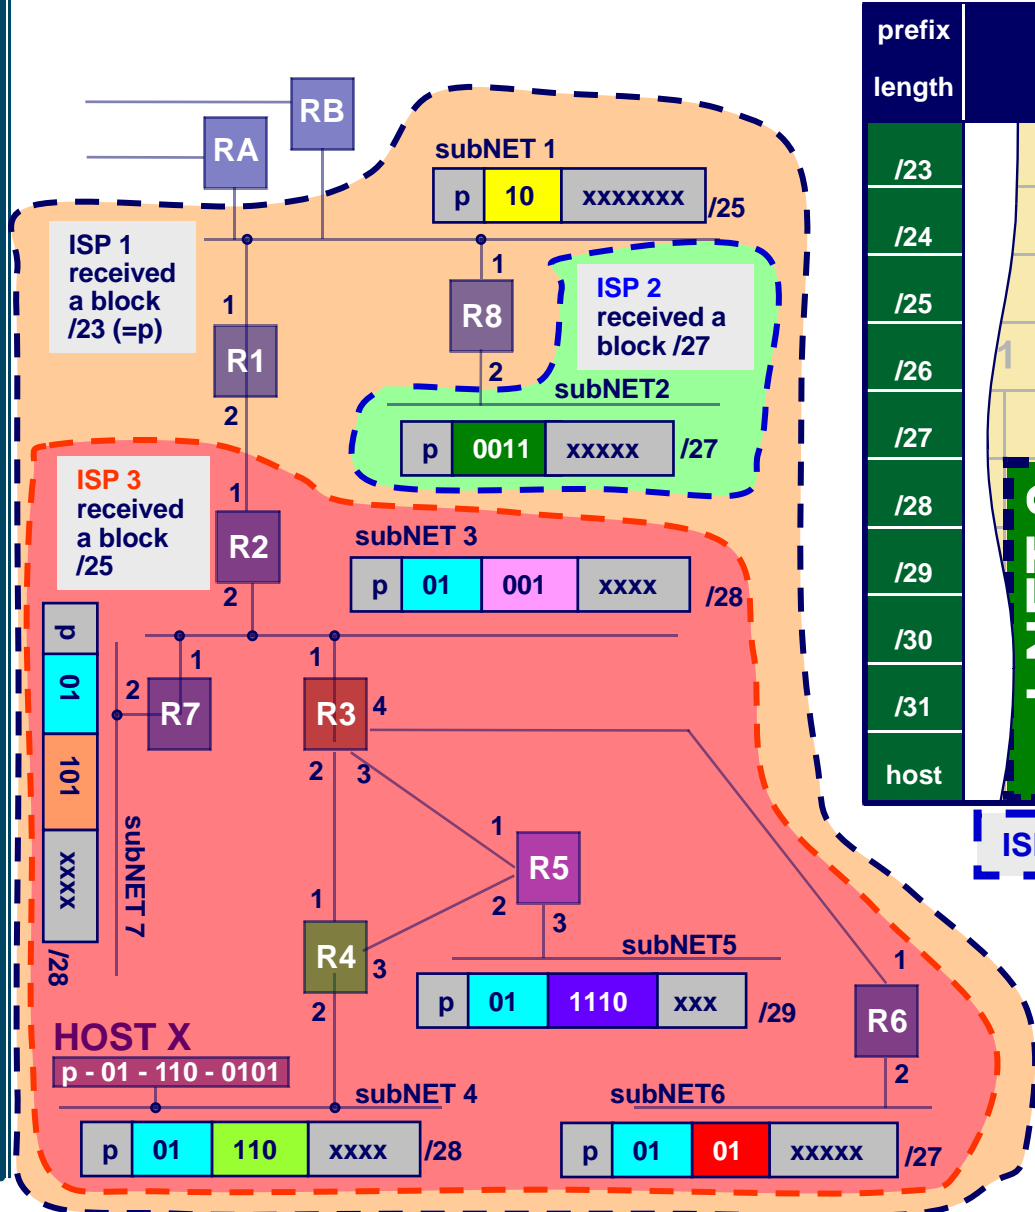 prefix
length
/23
/24
/25
/26
/27
/28
/29
/30
/31
host
1
RB
RA
subNET 1
p 10 xxxxxxx /25
ISP 1
received
a block
/23 (=p)
1
R1
2
1
R8
2
ISP 2
received a
block /27
subNET2
p 0011 xxxxx /27
ISP 3
received
a block
/25
1
R2
2
subNET 3
p 01 001 xxxx /28
p 01 101 xxxx /28
subNET 7
2
1
R7
1
R3
4
2
3
1
R5
2
3
1
R4
3
2
subNET5
p 01 1110 xxx /29
1
R6
2
HOST X
p - 01 - 110 - 0101
subNET 4
p 01 110 xxxx /28
subNET6
p 01 01 xxxxx /27